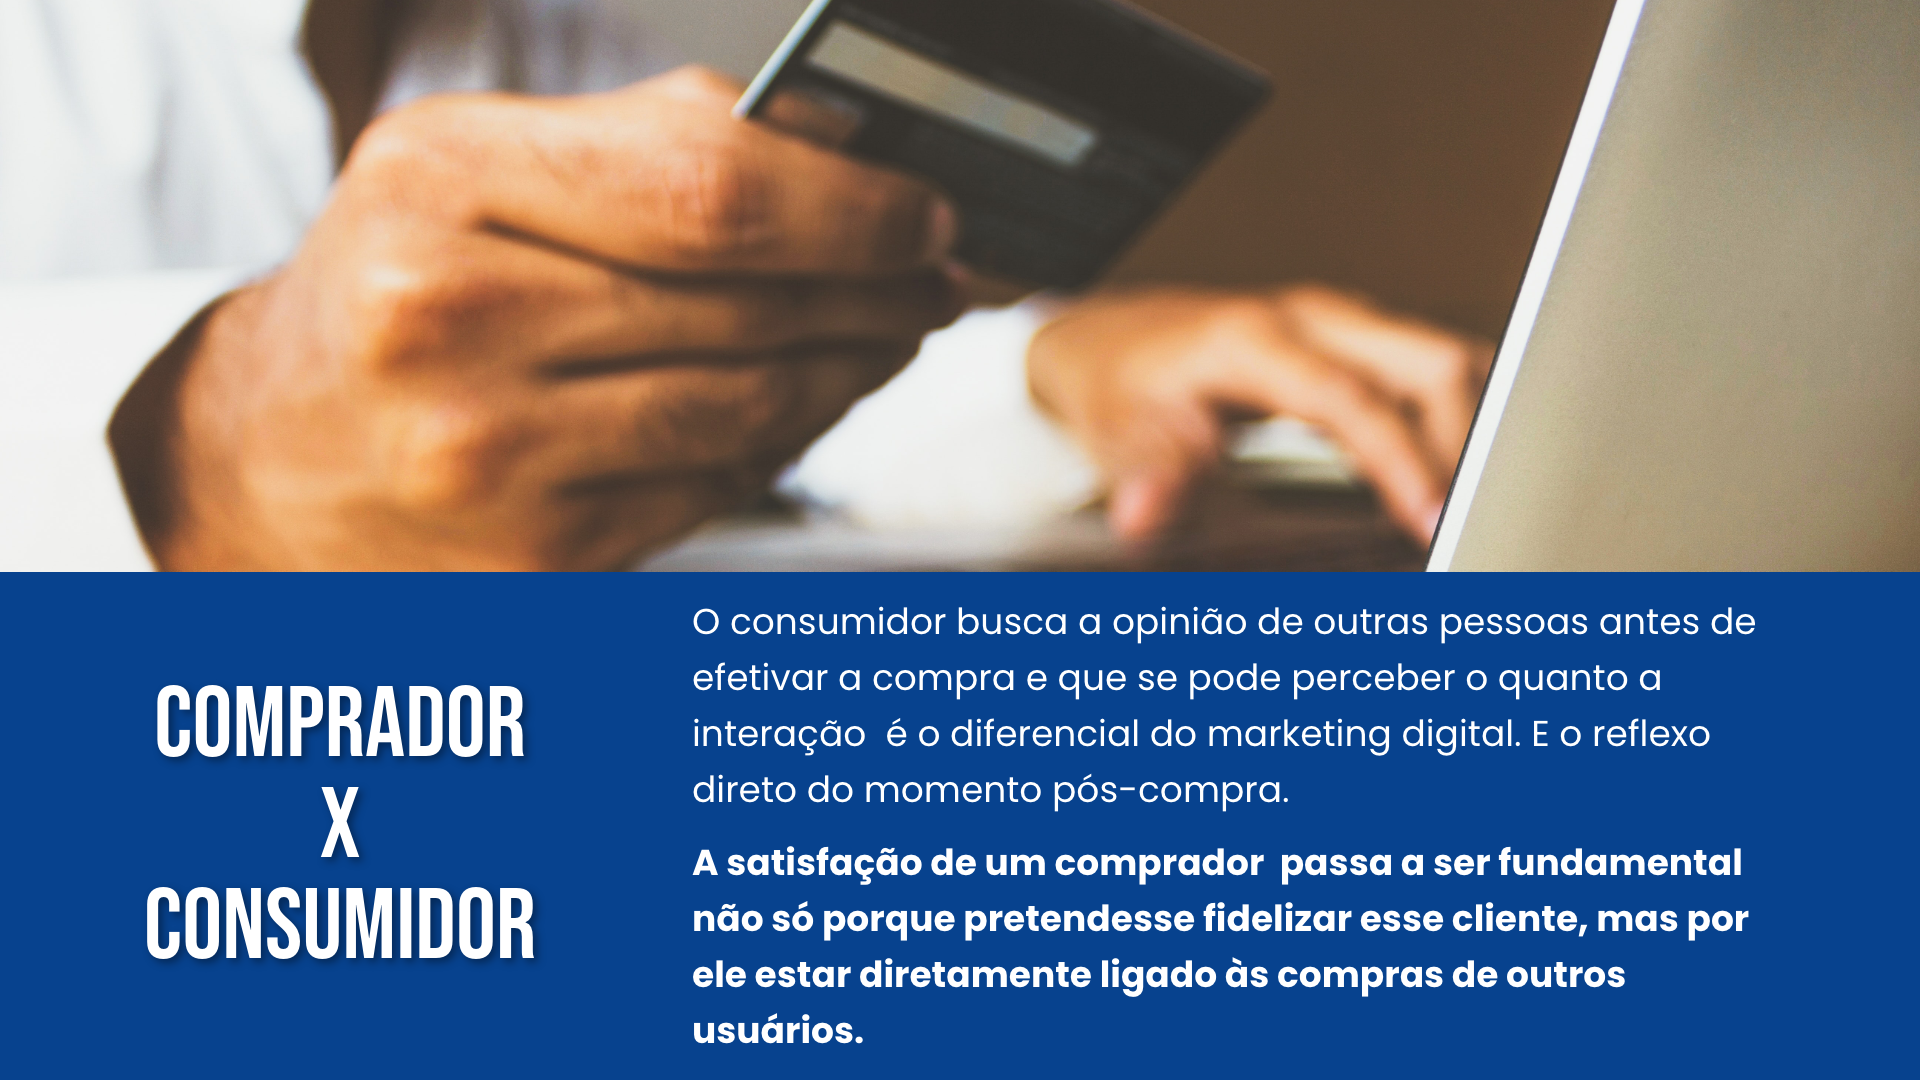 COMPRADOR
X
CONSUMIDOR
O consumidor busca a opinião de outras pessoas antes de
efetivar a compra e que se pode perceber o quanto a
interação  é o diferencial do marketing digital. E o reflexo
direto do momento pós-compra.
A satisfação de um comprador  passa a ser fundamental
não só porque pretendesse fidelizar esse cliente, mas por
ele estar diretamente ligado às compras de outros
usuários.